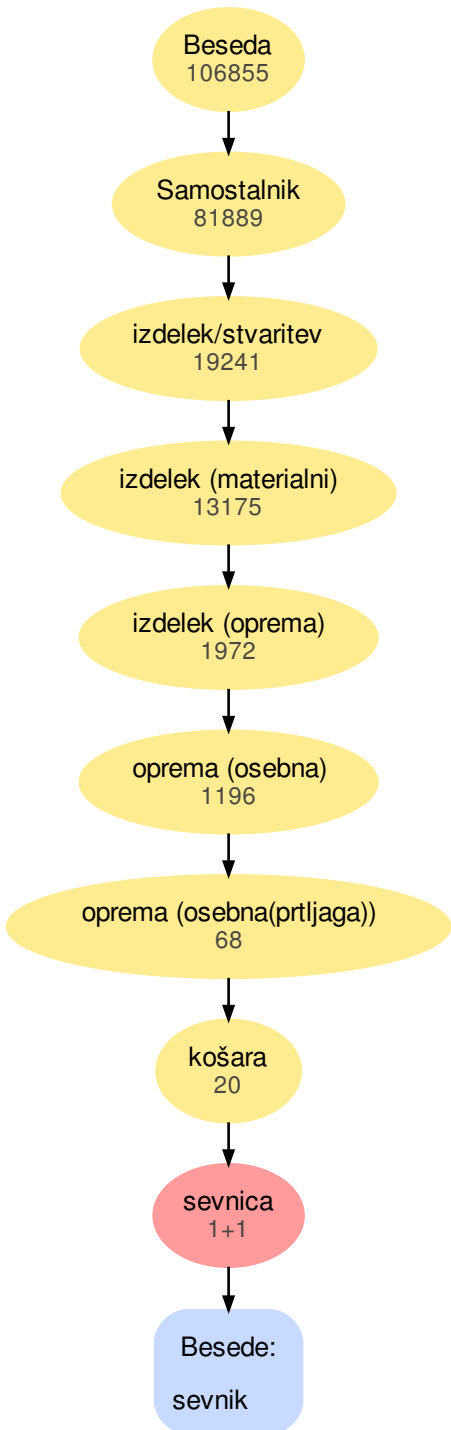 Beseda
106855
Samostalnik
81889
izdelek/stvaritev
19241
izdelek (materialni)
13175
izdelek (oprema)
1972
oprema (osebna)
1196
oprema (osebna(prtljaga))
68
košara
20
sevnica
1+1
Besede:
sevnik